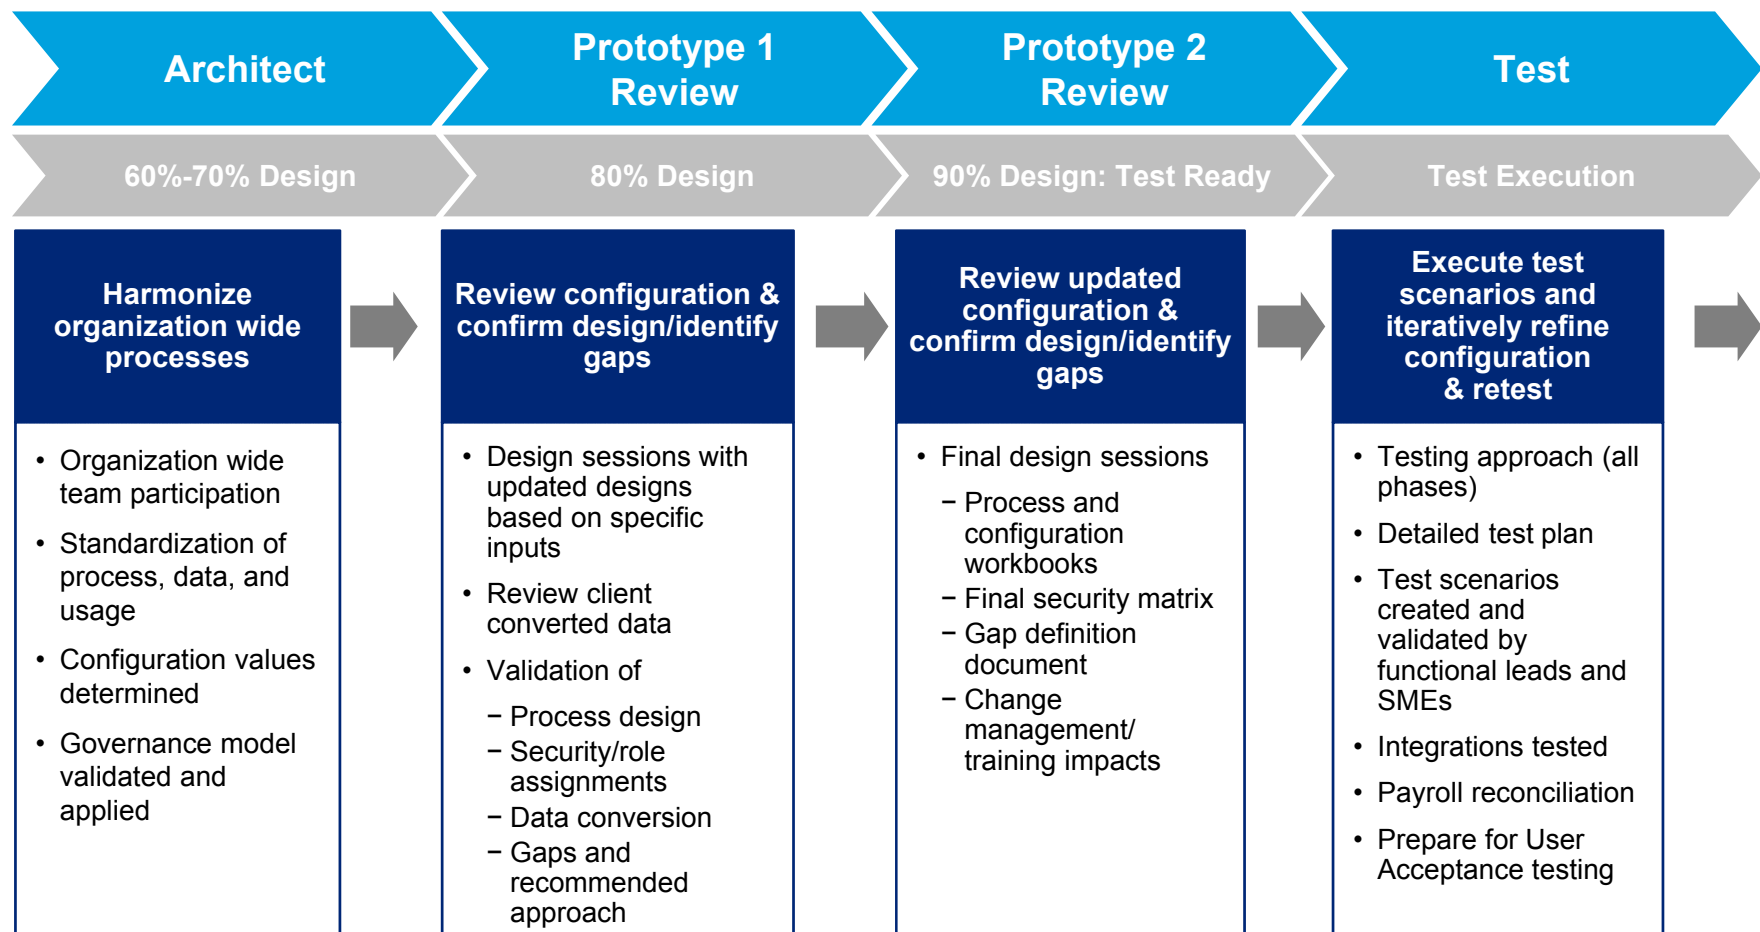 Architect
Prototype 1
Review
Prototype 2
Review
Test
60%-70% Design
80% Design
90% Design: Test Ready
Test Execution
Harmonize
organization wide
processes
Review configuration &
confirm design/identify
gaps
Review updated
configuration &
confirm design/identify
gaps
Execute test
scenarios and
iteratively refine
configuration
& retest
• Organization wide
team participation
• Standardization of
process, data, and
usage
• Configuration values
determined
• Governance model
validated and
applied
• Design sessions with
updated designs
based on specific
inputs
• Review client
converted data
• Validation of
− Process design
− Security/role
assignments
− Data conversion
− Gaps and
recommended
approach
• Final design sessions
− Process and
configuration
workbooks
− Final security matrix
− Gap definition
document
− Change
management/
training impacts
• Testing approach (all
phases)
• Detailed test plan
• Test scenarios
created and
validated by
functional leads and
SMEs
• Integrations tested
• Payroll reconciliation
• Prepare for User
Acceptance testing